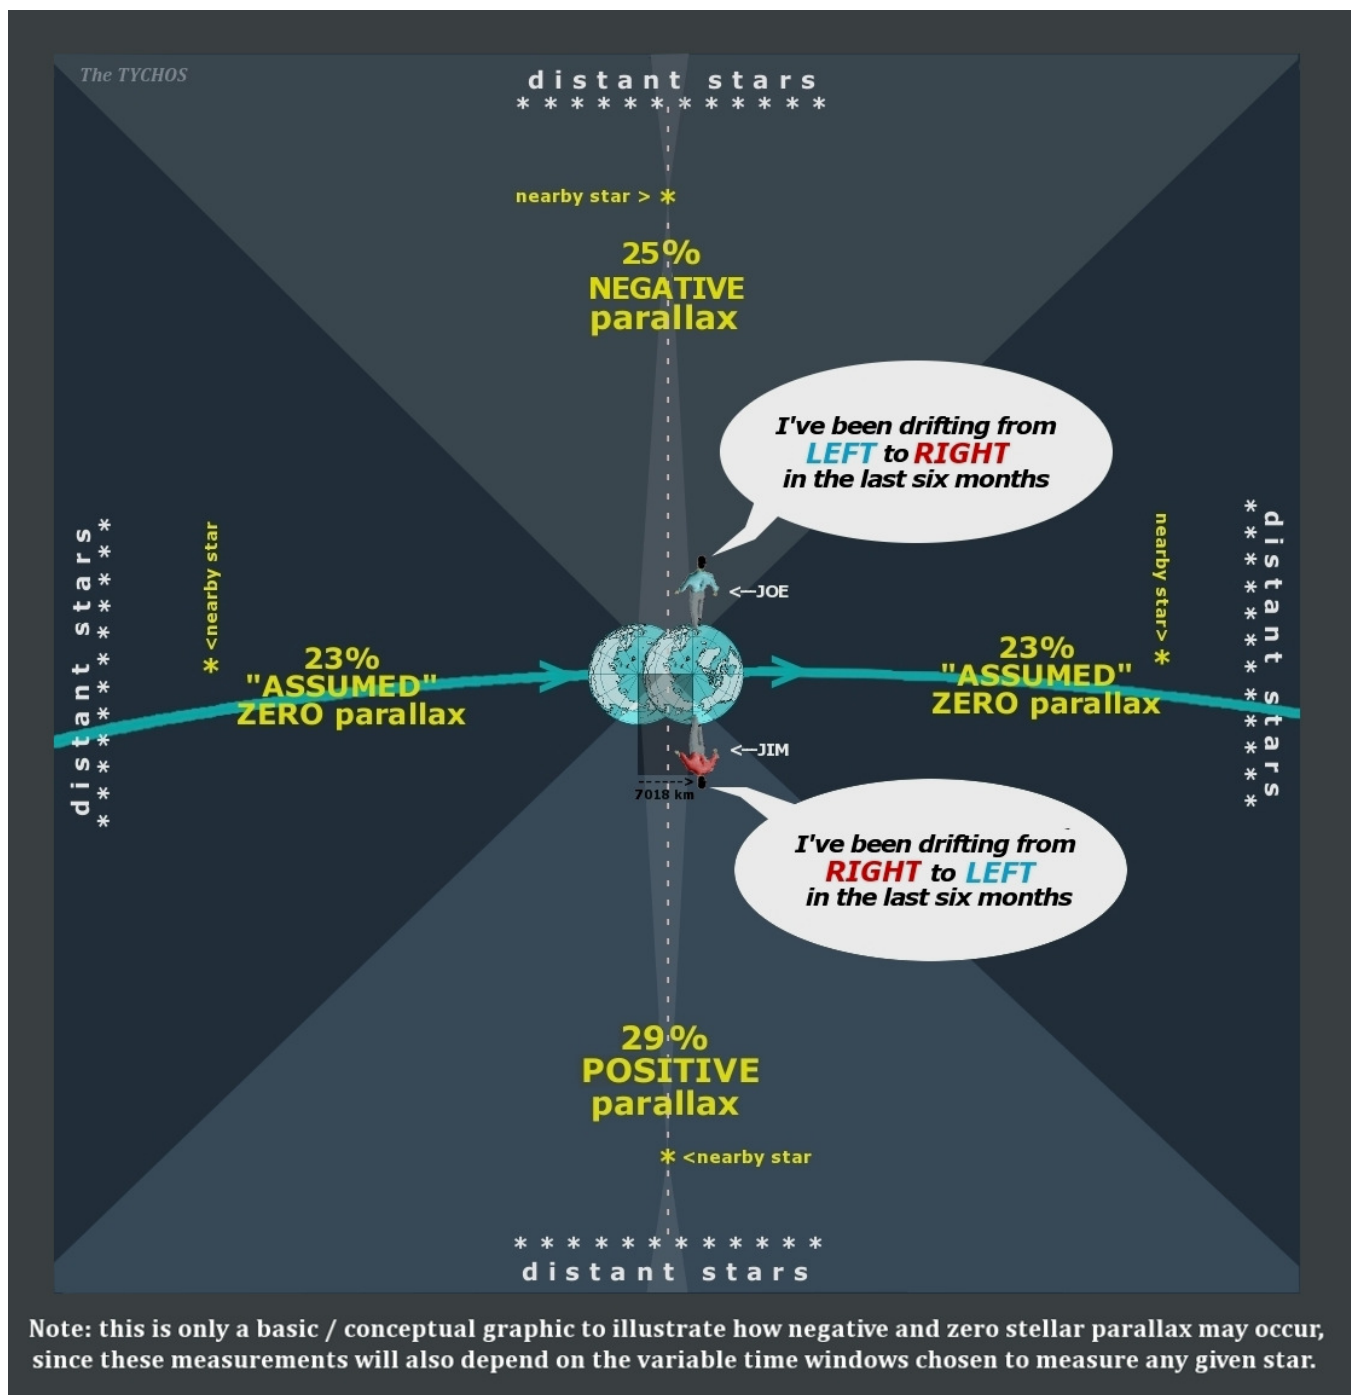 The TYCHOS
distant stars
* * * * * * * * * * * *
nearby star > *
25%
NEGATIVE
parallax
I've been drifting from
LEFT to RIGHT
in the last six months
<---JOE
distant stars
* * * * * * * * * * * *
* <nearby star
23%
"ASSUMED"
ZERO parallax
nearby star> *
distant stars
* * * * * * * * * * * *
23%
"ASSUMED"
ZERO parallax
<---JIM
7018 km
I've been drifting from
RIGHT to LEFT
in the last six months
29%
POSITIVE
parallax
* <nearby star
* * * * * * * * * * * *
distant stars
Note: this is only a basic / conceptual graphic to illustrate how negative and zero stellar parallax may occur,
since these measurements will also depend on the variable time windows chosen to measure any given star.